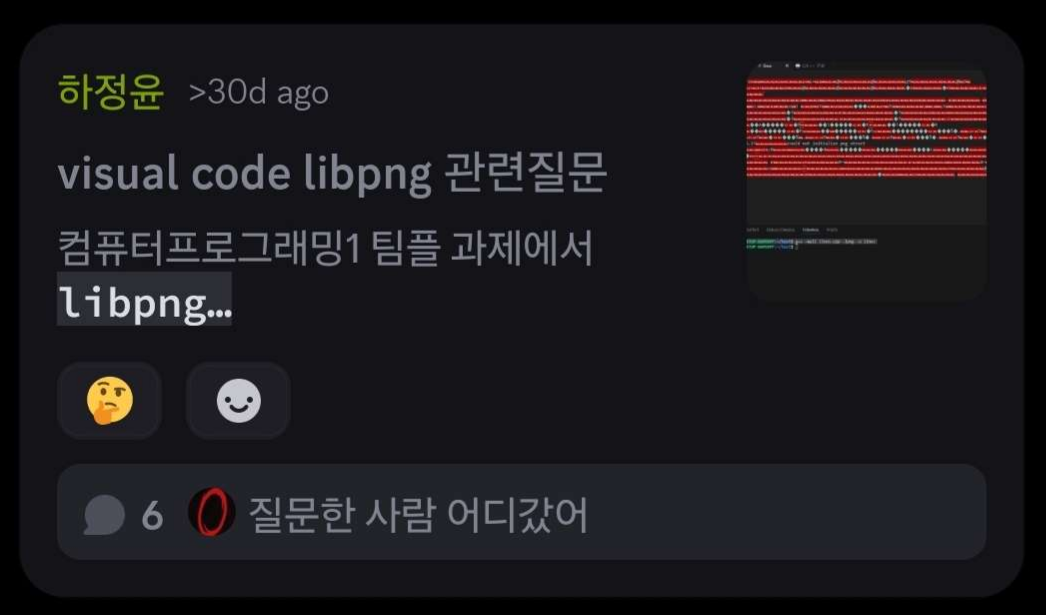 하정윤 >30d ago
visual code libpng 관련질문
컴퓨터프로그래밍1 팀플 과제에서
libpng…
6 질문한 사람 어디갔어